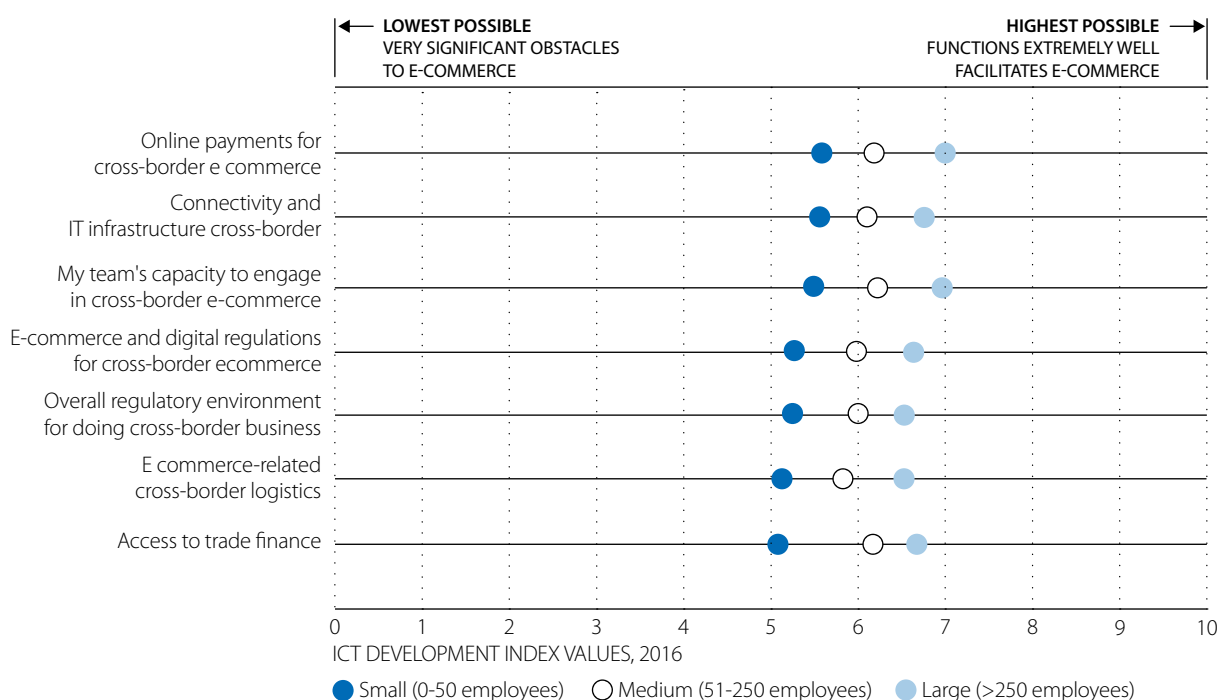 LOWEST POSSIBLE
VERY SIGNIFICANT OBSTACLES
TO E-COMMERCE
HIGHEST POSSIBLE
FUNCTIONS EXTREMELY WELL
FACILITATES E-COMMERCE
Online payments for
cross-border e commerce
Connectivity and
IT infrastructure cross-border
My team's capacity to engage
in cross-border e-commerce
E-commerce and digital regulations
for cross-border ecommerce
Overall regulatory environment
for doing cross-border business
E commerce-related
cross-border logistics
Access to trade finance
0 1 2 3 4 5 6 7 8 9 10
ICT DEVELOPMENT INDEX VALUES, 2016
Small (0-50 employees) Medium (51-250 employees) Large (>250 employees)